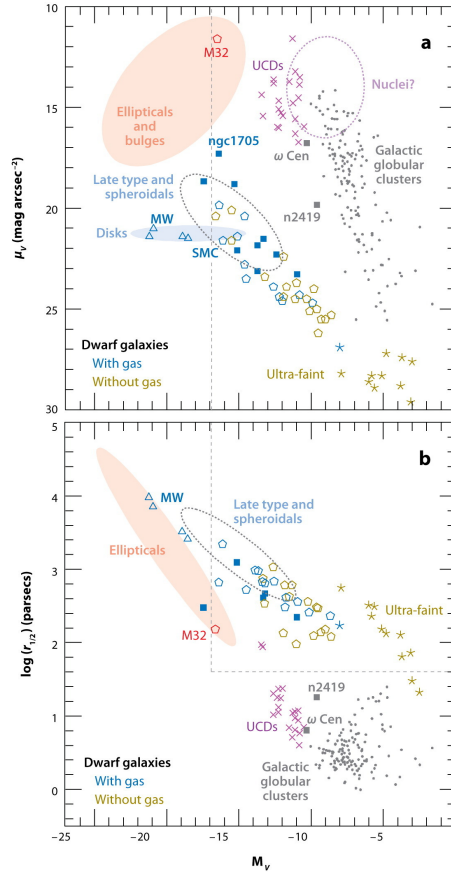 10
15
20
25
30
μV (mag arcsec−2)
a
M32
UCDs
Nuclei?
Ellipticals
and
bulges
ngc1705
ω Cen
Galactic
globular
clusters
Late type and
spheroidals
n2419
MW
Disks
SMC
Dwarf galaxies
With gas
Without gas
Ultra-faint
5
4
3
2
1
0
log (r1/2) (parsecs)
b
MW
Late type and
spheroidals
Ellipticals
M32
Ultra-faint
n2419
ω Cen
UCDs
Galactic
globular
clusters
Dwarf galaxies
With gas
Without gas
−25
−20
−15
−10
−5
MV